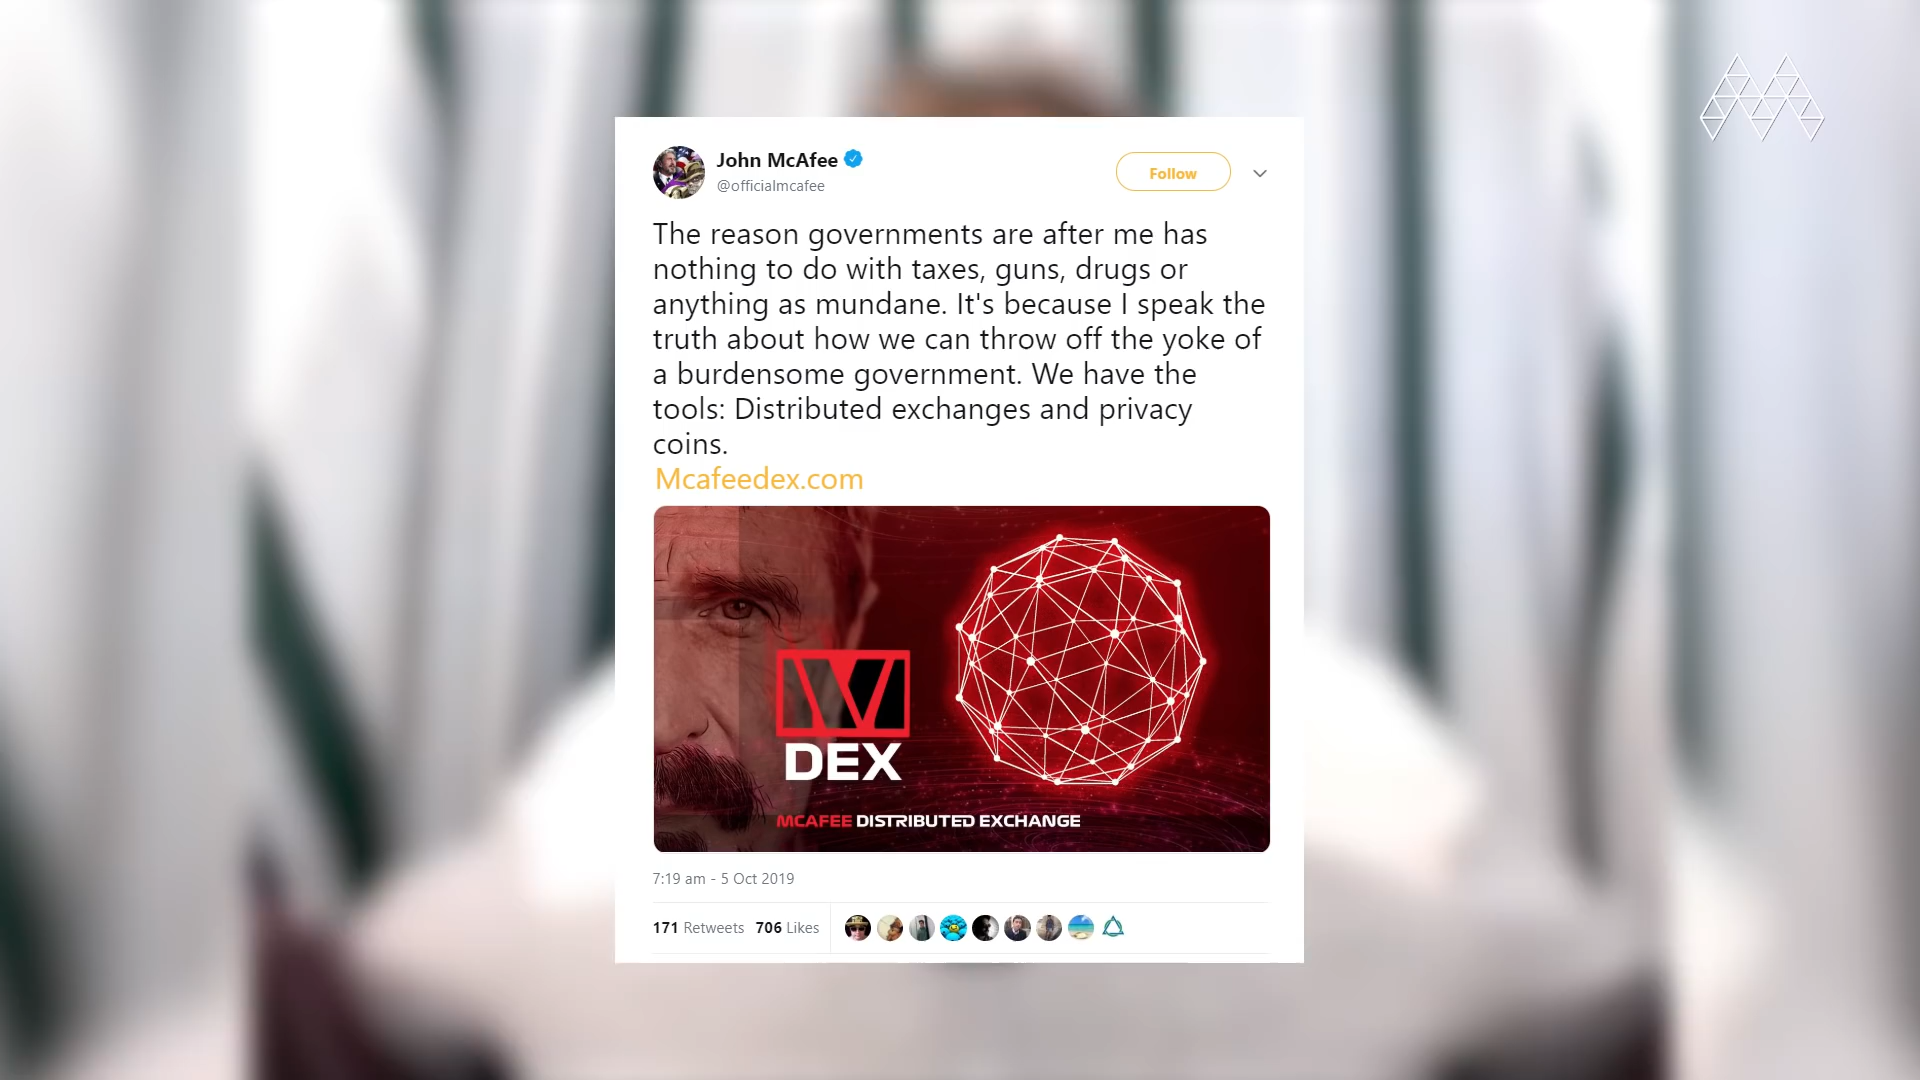 John McAfee
@officialmcafee
Follow
The reason governments are after me has
nothing to do with taxes, guns, drugs or
anything as mundane. It's because I speak the
truth about how we can throw off the yoke of
a burdensome government. We have the
tools: Distributed exchanges and privacy
coins.
Mcafeedex.com
DEX
MCAFEE DISTRIBUTED EXCHANGE
7:19 am - 5 Oct 2019
171 Retweets 706 Likes